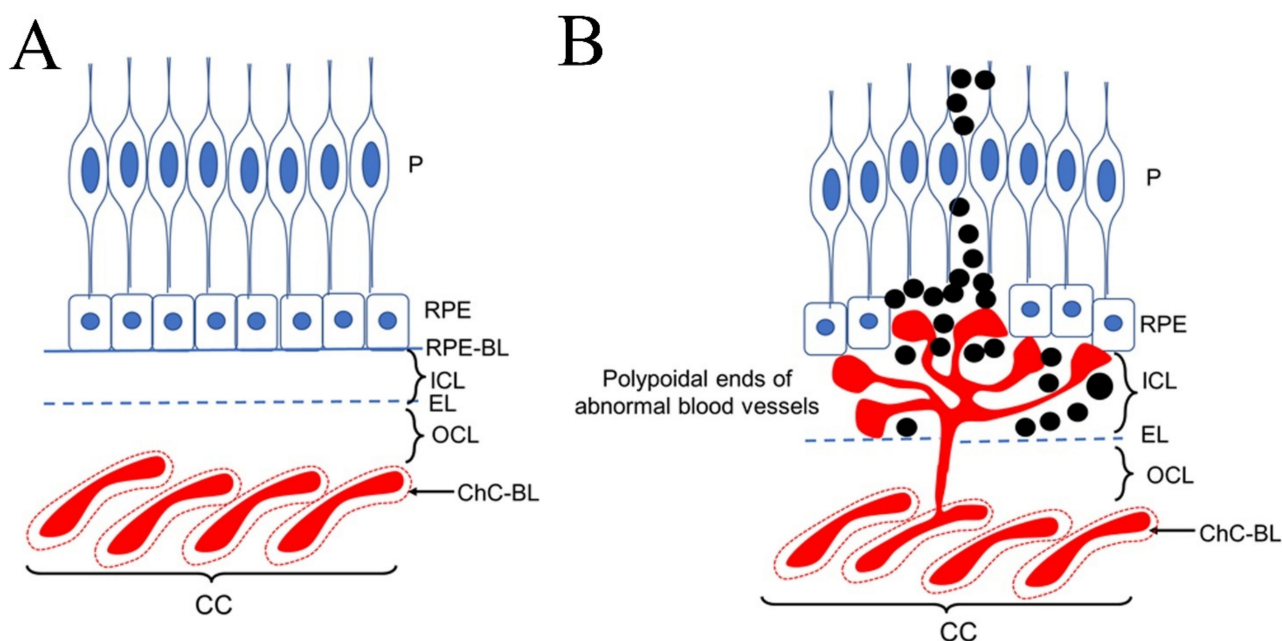 A
P
RPE
RPE-BL
ICL
EL
OCL
ChC-BL
CC
B
P
RPE
Polypoidal ends of
abnormal blood vessels
ICL
EL
OCL
ChC-BL
CC